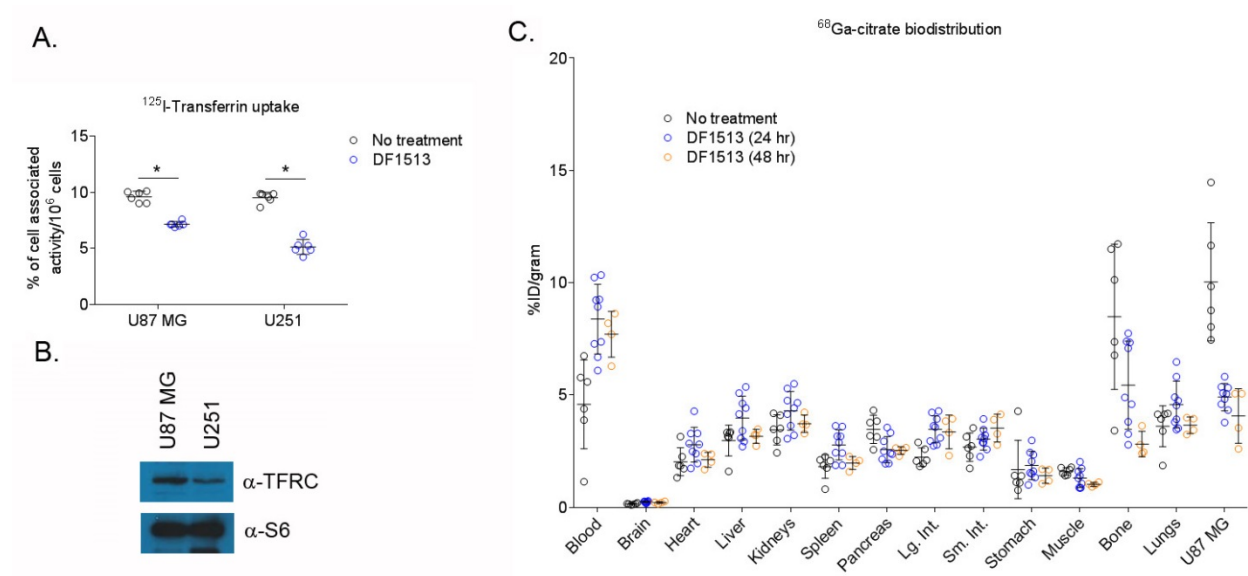 A.
¹²⁵I-Transferrin uptake
% of cell associated
activity/10⁶ cells
15
10
5
0
*
*
No treatment
DF1513
U87 MG
U251
B.
U87 MG
U251
α-TFRC
α-S6
C.
⁶⁸Ga-citrate biodistribution
%ID/gram
20
15
10
5
0
No treatment
DF1513 (24 hr)
DF1513 (48 hr)
Blood
Brain
Heart
Liver
Kidneys
Spleen
Pancreas
Lg. Int.
Sm. Int.
Stomach
Muscle
Bone
Lungs
U87 MG